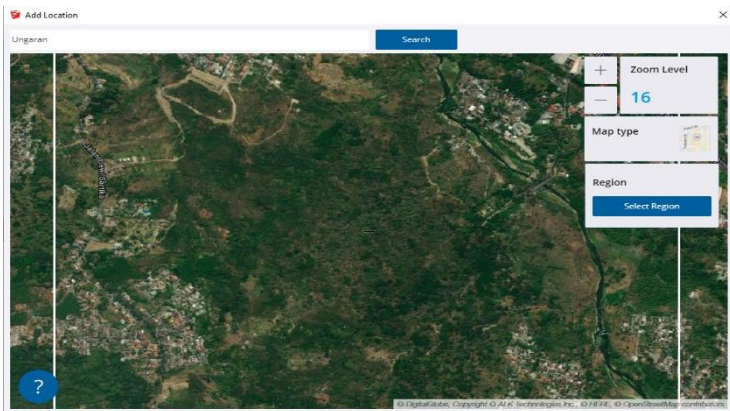 Add Location
Ungaran
Search
Zoom Level
16
Map type
Region
Select Region
?
© DigitalGlobe, Copyright © ALK Technologies Inc., © HERE, © OpenStreetMap contributors